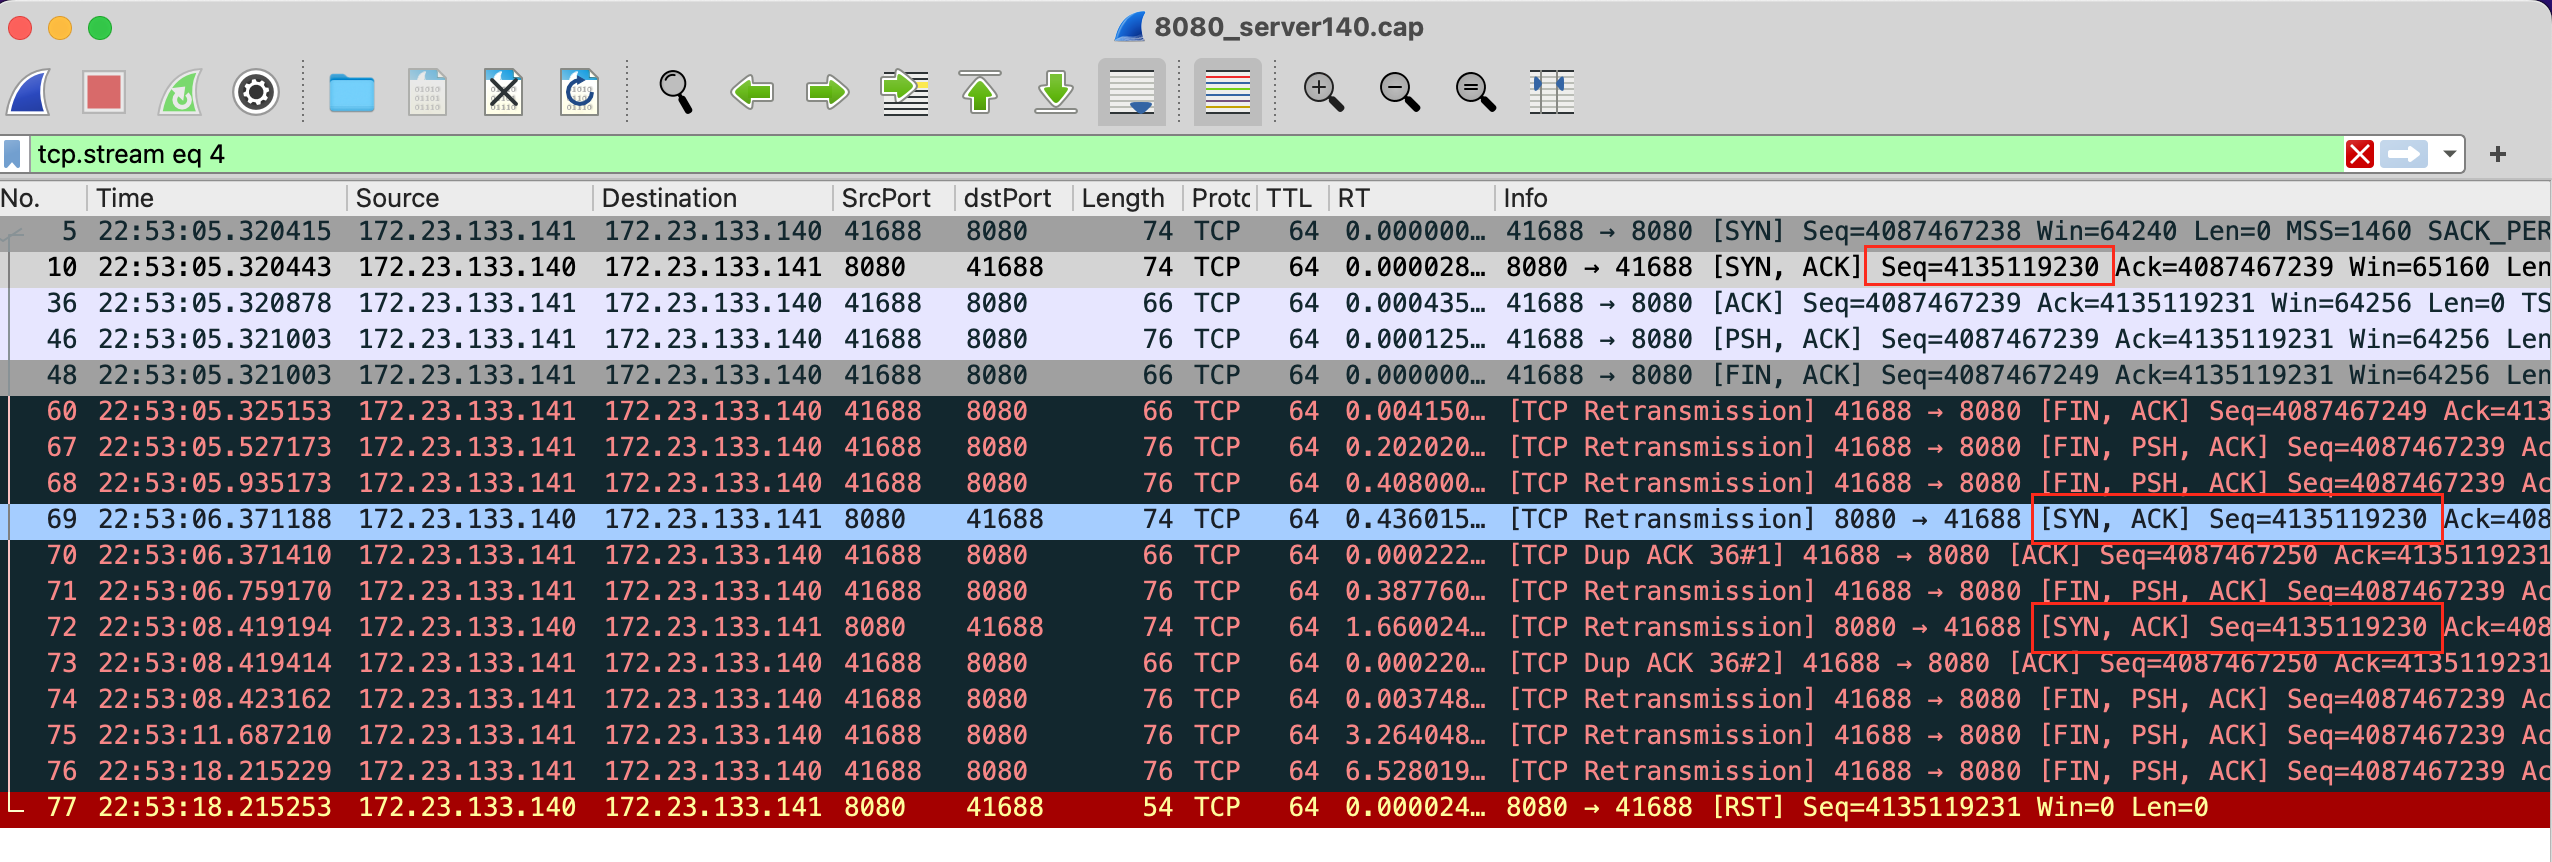 8080_server140.cap
tcp.stream eq 4
No. Time Source Destination SrcPort dstPort Length Protc TTL RT Info
5 22:53:05.320415 172.23.133.141 172.23.133.140 41688 8080 74 TCP 64 0.000000… 41688 → 8080 [SYN] Seq=4087467238 Win=64240 Len=0 MSS=1460 SACK_PER
10 22:53:05.320443 172.23.133.140 172.23.133.141 8080 41688 74 TCP 64 0.000028… 8080 → 41688 [SYN, ACK] Seq=4135119230 Ack=4087467239 Win=65160 Len
36 22:53:05.320878 172.23.133.141 172.23.133.140 41688 8080 66 TCP 64 0.000435… 41688 → 8080 [ACK] Seq=4087467239 Ack=4135119231 Win=64256 Len=0 TS
46 22:53:05.321003 172.23.133.141 172.23.133.140 41688 8080 76 TCP 64 0.000125… 41688 → 8080 [PSH, ACK] Seq=4087467239 Ack=4135119231 Win=64256 Len
48 22:53:05.321003 172.23.133.141 172.23.133.140 41688 8080 66 TCP 64 0.000000… 41688 → 8080 [FIN, ACK] Seq=4087467249 Ack=4135119231 Win=64256 Len
60 22:53:05.325153 172.23.133.141 172.23.133.140 41688 8080 66 TCP 64 0.004150… [TCP Retransmission] 41688 → 8080 [FIN, ACK] Seq=4087467249 Ack=413
67 22:53:05.527173 172.23.133.141 172.23.133.140 41688 8080 76 TCP 64 0.202020… [TCP Retransmission] 41688 → 8080 [FIN, PSH, ACK] Seq=4087467239 Ac
68 22:53:05.935173 172.23.133.141 172.23.133.140 41688 8080 76 TCP 64 0.408000… [TCP Retransmission] 41688 → 8080 [FIN, PSH, ACK] Seq=4087467239 Ac
69 22:53:06.371188 172.23.133.140 172.23.133.141 8080 41688 74 TCP 64 0.436015… [TCP Retransmission] 8080 → 41688 [SYN, ACK] Seq=4135119230 Ack=408
70 22:53:06.371410 172.23.133.141 172.23.133.140 41688 8080 66 TCP 64 0.000222… [TCP Dup ACK 36#1] 41688 → 8080 [ACK] Seq=4087467250 Ack=4135119231
71 22:53:06.759170 172.23.133.141 172.23.133.140 41688 8080 76 TCP 64 0.387760… [TCP Retransmission] 41688 → 8080 [FIN, PSH, ACK] Seq=4087467239 Ac
72 22:53:08.419194 172.23.133.140 172.23.133.141 8080 41688 74 TCP 64 1.660024… [TCP Retransmission] 8080 → 41688 [SYN, ACK] Seq=4135119230 Ack=408
73 22:53:08.419414 172.23.133.141 172.23.133.140 41688 8080 66 TCP 64 0.000220… [TCP Dup ACK 36#2] 41688 → 8080 [ACK] Seq=4087467250 Ack=4135119231
74 22:53:08.423162 172.23.133.141 172.23.133.140 41688 8080 76 TCP 64 0.003748… [TCP Retransmission] 41688 → 8080 [FIN, PSH, ACK] Seq=4087467239 Ac
75 22:53:11.687210 172.23.133.141 172.23.133.140 41688 8080 76 TCP 64 3.264048… [TCP Retransmission] 41688 → 8080 [FIN, PSH, ACK] Seq=4087467239 Ac
76 22:53:18.215229 172.23.133.141 172.23.133.140 41688 8080 76 TCP 64 6.528019… [TCP Retransmission] 41688 → 8080 [FIN, PSH, ACK] Seq=4087467239 Ac
77 22:53:18.215253 172.23.133.140 172.23.133.141 8080 41688 54 TCP 64 0.000024… 8080 → 41688 [RST] Seq=4135119231 Win=0 Len=0